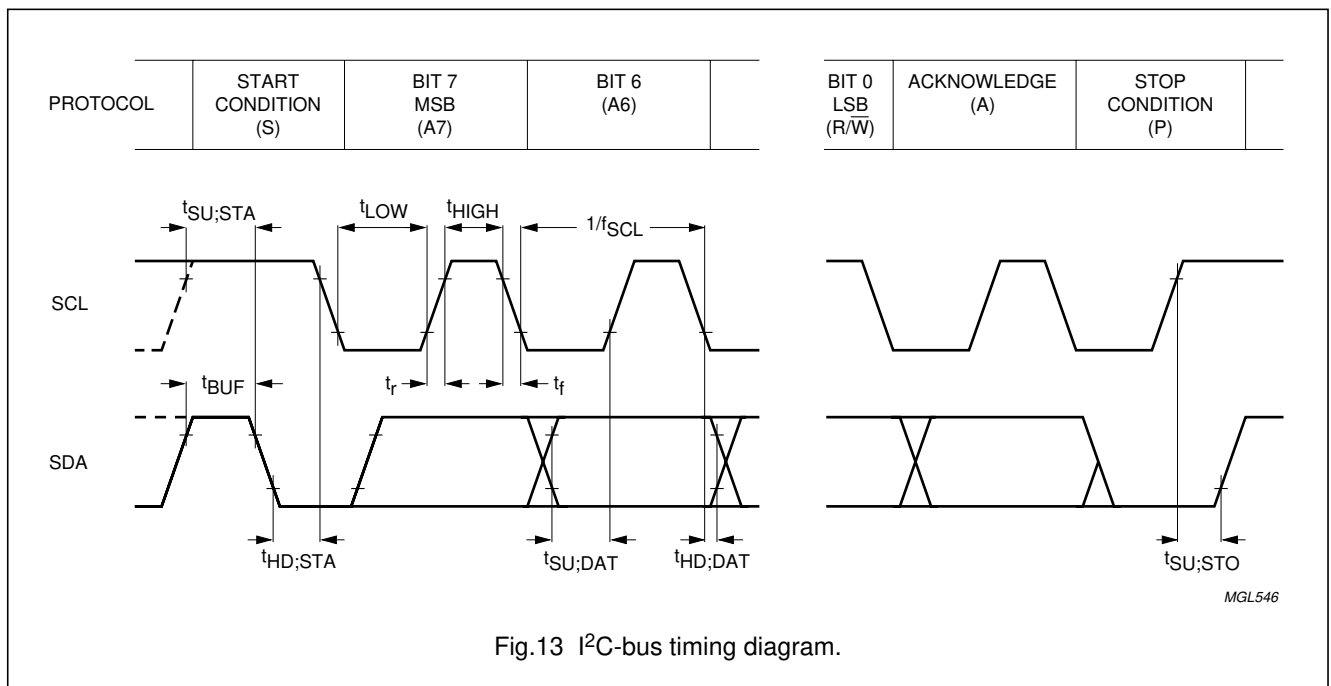 PROTOCOL
START
CONDITION
(S)
BIT 7
MSB
(A7)
BIT 6
(A6)
BIT 0
LSB
(R/W̅)
ACKNOWLEDGE
(A)
STOP
CONDITION
(P)
tSU;STA
tLOW
tHIGH
1/fSCL
SCL
tBUF
tr
tf
SDA
tHD;STA
tSU;DAT
tHD;DAT
tSU;STO
MGL546
Fig.13 I²C-bus timing diagram.